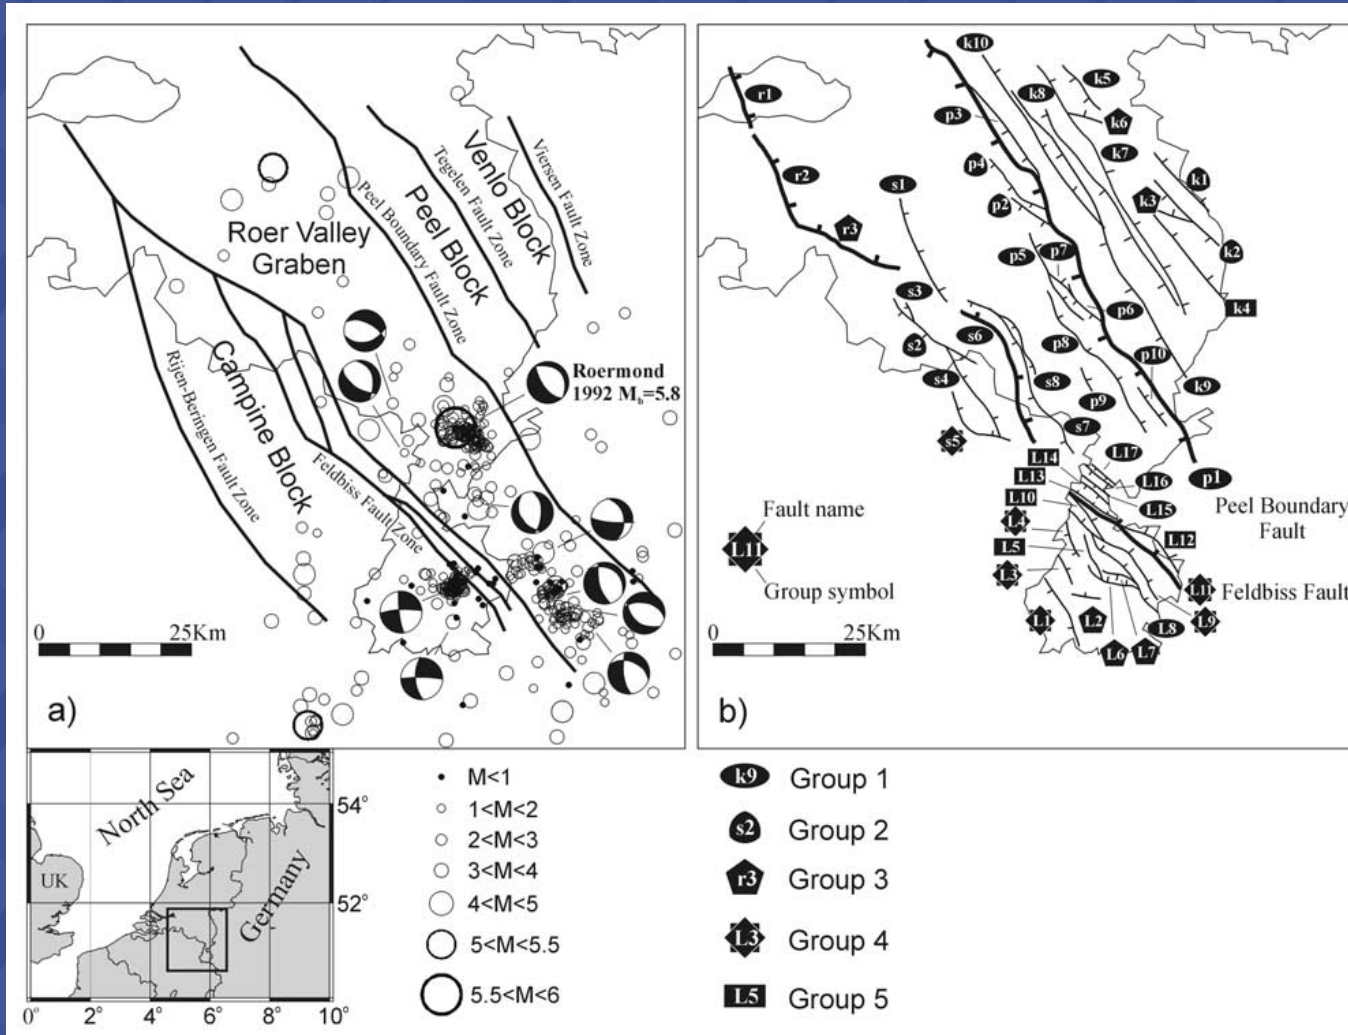 Roer Valley
Graben
Peel Boundary Fault Zone
Peel Block
Tegelen Fault Zone
Venlo Block
Viersen Fault Zone
Rijen-Beringen Fault Zone
Campine Block
Feldbiss Fault Zone
Roermond
1992 Mb=5.8
0
25Km
a)
k10
k5
r1
p3
k8
k6
k7
r2
s1
p4
k3
k1
p2
r3
p5
p7
k2
s3
p6
k4
s2
s6
p8
p10
s4
s8
k9
p9
s7
s5
L14
L17
L13
L16
p1
L10
L15
Peel Boundary
Fault
Fault name
L4
L11
L5
L12
Group symbol
L3
L11
Feldbiss Fault
L1
L2
L8
L9
L6
L7
0
25Km
b)
North Sea
UK
Germany
54°
52°
0°
2°
4°
6°
8°
10°
M<1
1<M<2
2<M<3
3<M<4
4<M<5
5<M<5.5
5.5<M<6
k9 Group 1
s2 Group 2
r3 Group 3
L3 Group 4
L5 Group 5